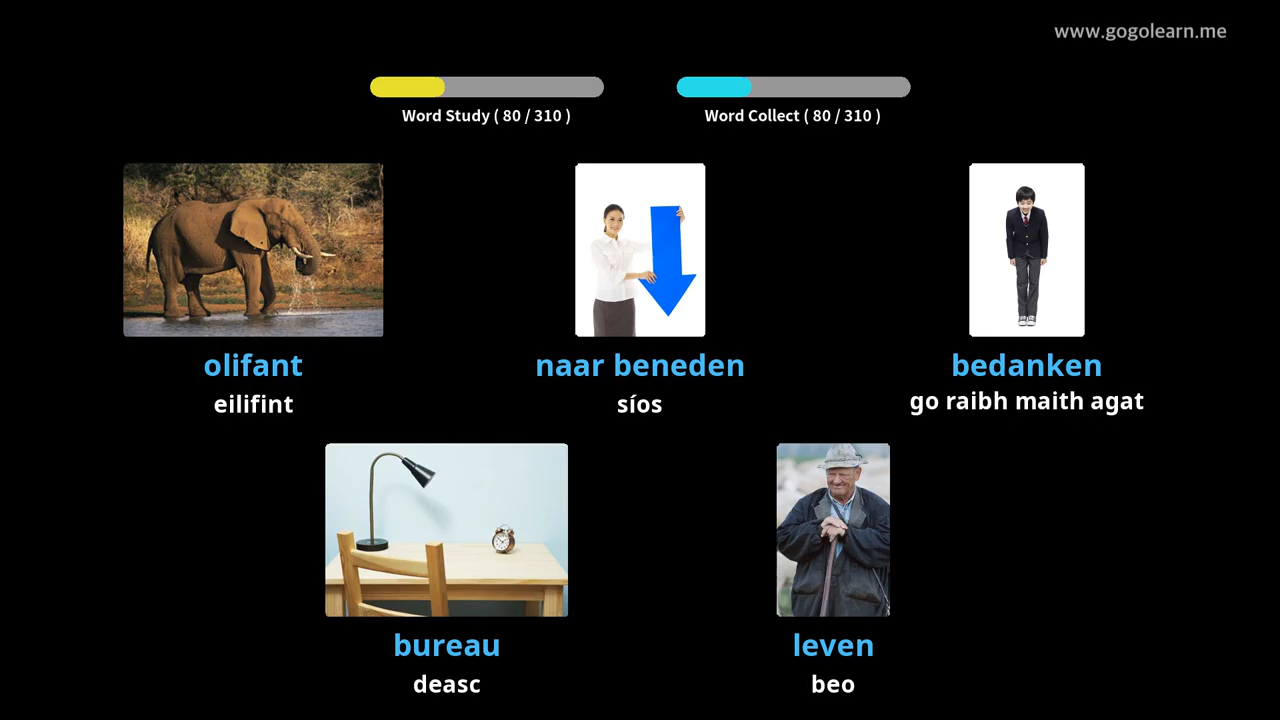 www.gogolearn.me
Word Study ( 80 / 310 )
Word Collect ( 80 / 310 )
olifant
eilifint
naar beneden
síos
bedanken
go raibh maith agat
bureau
deasc
leven
beo